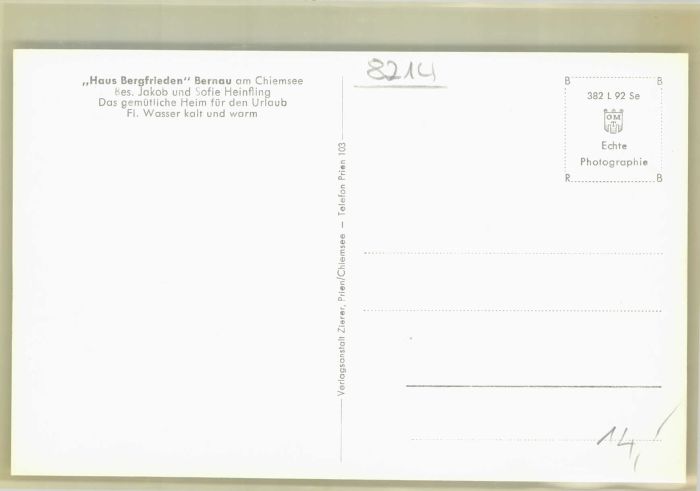 „Haus Bergfrieden“ Bernau am Chiemsee
Bes. Jakob und Sofie Heinfling
Das gemütliche Heim für den Urlaub
Fl. Wasser kalt und warm
8214
Verlagsanstalt Zierer, Prien/Chiemsee — Telefon Prien 103
B B
382 L 92 Se
OM
Echte
Photographie
R B
14,